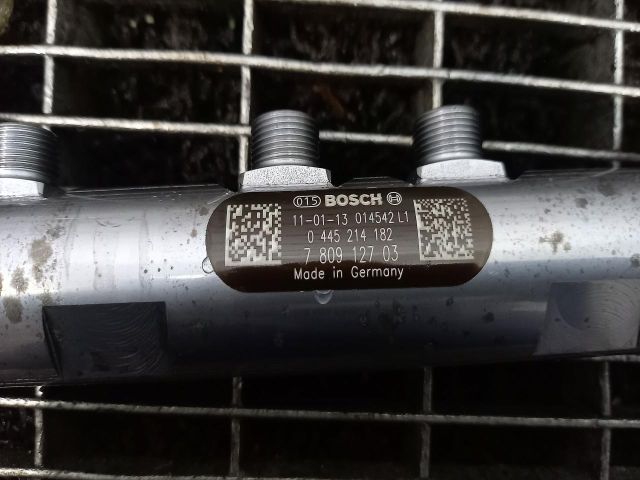 015 BOSCH
11-01-13 014542 L1
0 445 214 182
7 809 127 03
Made in Germany